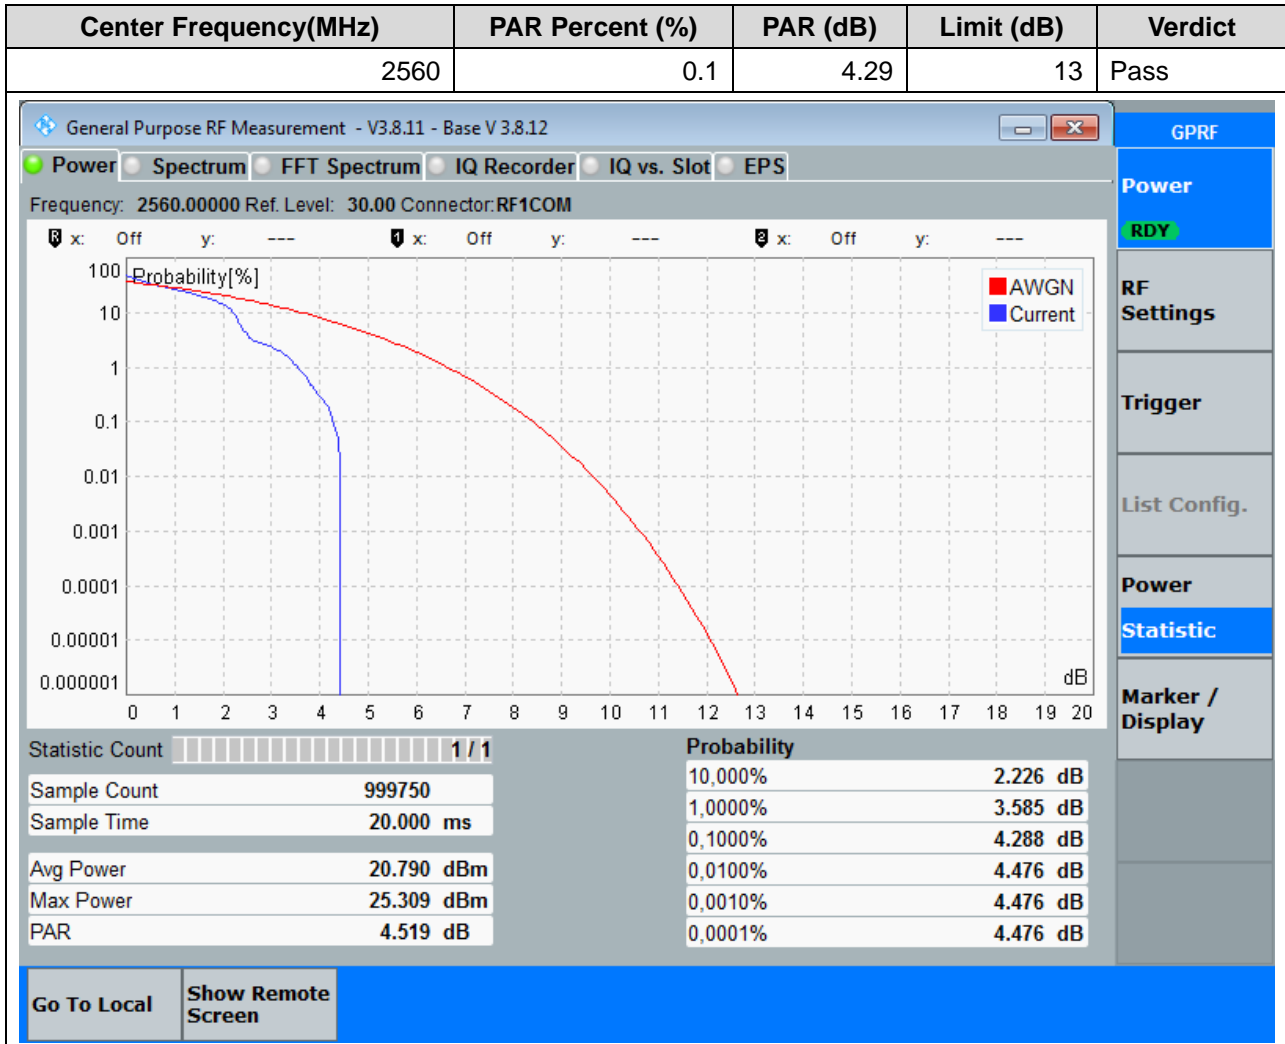 Center Frequency(MHz) PAR Percent (%) PAR (dB) Limit (dB) Verdict
2560 0.1 4.29 13 Pass
General Purpose RF Measurement - V3.8.11 - Base V 3.8.12
GPRF
Power Spectrum FFT Spectrum IQ Recorder IQ vs. Slot EPS
Power
RDY
Frequency: 2560.00000 Ref. Level: 30.00 Connector:RF1COM
R x: Off y: --- 1 x: Off y: --- 2 x: Off y: ---
Probability[%]
AWGN
Current
100
10
1
0.1
0.01
0.001
0.0001
0.00001
0.000001
dB
0 1 2 3 4 5 6 7 8 9 10 11 12 13 14 15 16 17 18 19 20
RF
Settings
Trigger
List Config.
Power
Statistic
Marker /
Display
Statistic Count 1 / 1
Sample Count 999750
Sample Time 20.000 ms
Avg Power 20.790 dBm
Max Power 25.309 dBm
PAR 4.519 dB
Probability
10,000% 2.226 dB
1,0000% 3.585 dB
0,1000% 4.288 dB
0,0100% 4.476 dB
0,0010% 4.476 dB
0,0001% 4.476 dB
Go To Local
Show Remote
Screen